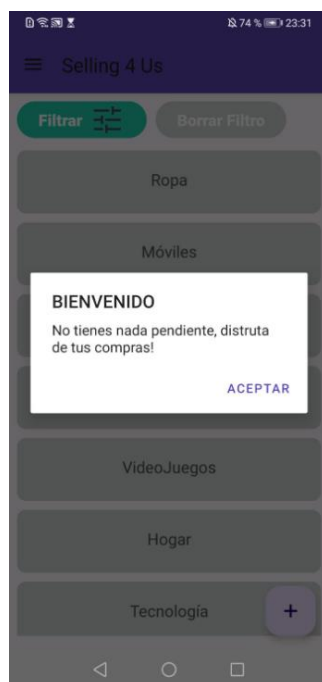 74 % 23:31
Selling 4 Us
Filtrar
Borrar Filtro
Ropa
Móviles
BIENVENIDO
No tienes nada pendiente, distruta
de tus compras!
ACEPTAR
VideoJuegos
Hogar
Tecnología
+